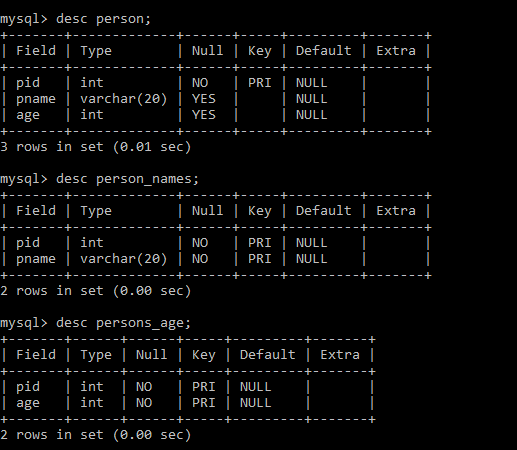 mysql> desc person;
+-------+-------------+------+-----+---------+-------+
| Field | Type        | Null | Key | Default | Extra |
+-------+-------------+------+-----+---------+-------+
| pid   | int         | NO   | PRI | NULL    |       |
| pname | varchar(20) | YES  |     | NULL    |       |
| age   | int         | YES  |     | NULL    |       |
+-------+-------------+------+-----+---------+-------+
3 rows in set (0.01 sec)

mysql> desc person_names;
+-------+-------------+------+-----+---------+-------+
| Field | Type        | Null | Key | Default | Extra |
+-------+-------------+------+-----+---------+-------+
| pid   | int         | NO   | PRI | NULL    |       |
| pname | varchar(20) | NO   | PRI | NULL    |       |
+-------+-------------+------+-----+---------+-------+
2 rows in set (0.00 sec)

mysql> desc persons_age;
+-------+------+------+-----+---------+-------+
| Field | Type | Null | Key | Default | Extra |
+-------+------+------+-----+---------+-------+
| pid   | int  | NO   | PRI | NULL    |       |
| age   | int  | NO   | PRI | NULL    |       |
+-------+------+------+-----+---------+-------+
2 rows in set (0.00 sec)